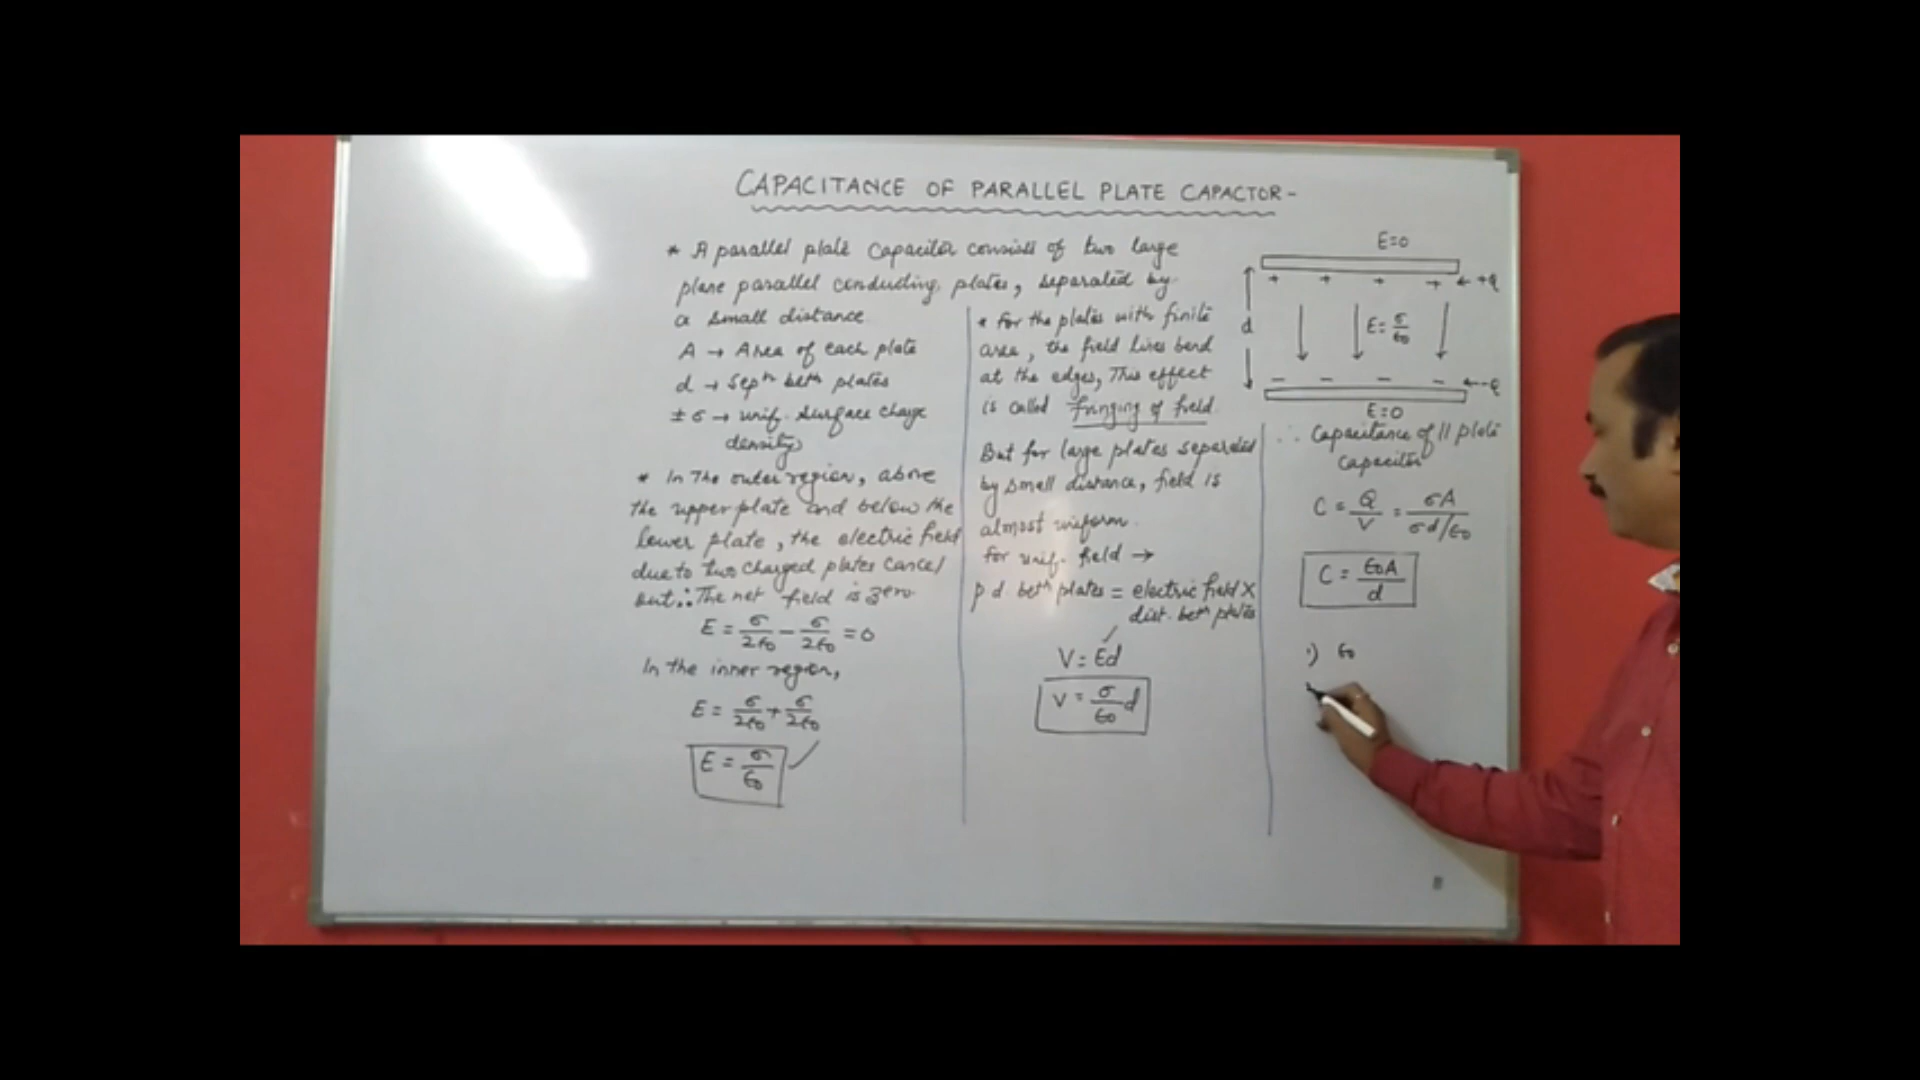 CAPACITANCE OF PARALLEL PLATE CAPACTOR-
* A parallel plate capacitor consists of two large
plane parallel conducting plates, separated by
a small distance
A → Area of each plate
d → Sepⁿ betⁿ plates
± σ → unif. surface charge
density
* In the outer region, above
the upper plate and below the
lower plate, the electric field
due to two charged plates cancel
out ∴ The net field is zero
E = σ/2ε₀ − σ/2ε₀ = 0
In the inner region,
E = σ/2ε₀ + σ/2ε₀
E = σ/ε₀
* for the plates with finite
area, the field lines bend
at the edges, This effect
is called fringing of field.
But for large plates separated
by small distance, field is
almost uniform.
for unif. field →
p d betⁿ plates = electric field ×
dist. betⁿ plates
V = Ed
V = σ/ε₀ d
E=0
+ + + + ← +Q
d
E = σ/ε₀
− − − − ← −Q
E=0
∴ Capacitance of // plate
capacitor
C = Q/V = σA/σd/ε₀
C = ε₀A/d
·) ε₀